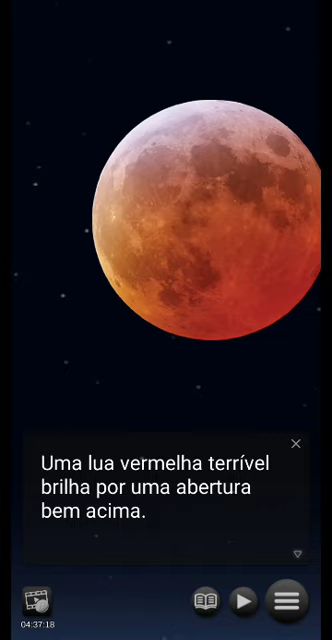 Uma lua vermelha terrível
brilha por uma abertura
bem acima.
04:37:18